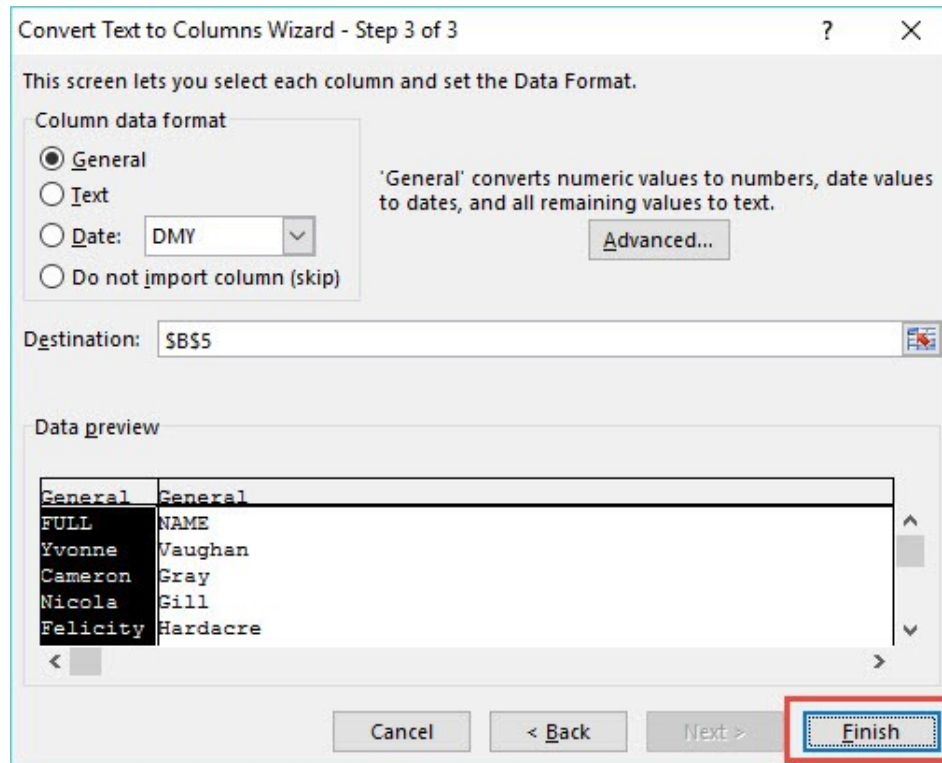 Convert Text to Columns Wizard - Step 3 of 3 ?
This screen lets you select each column and set the Data Format.
Column data format
General
Text
Date: DMY
Do not import column (skip)
'General' converts numeric values to numbers, date values
to dates, and all remaining values to text.
Advanced...
Destination: $B$5
Data preview
General General
FULL NAME
Yvonne Vaughan
Cameron Gray
Nicola Gill
Felicity Hardacre
Cancel < Back Next > Finish